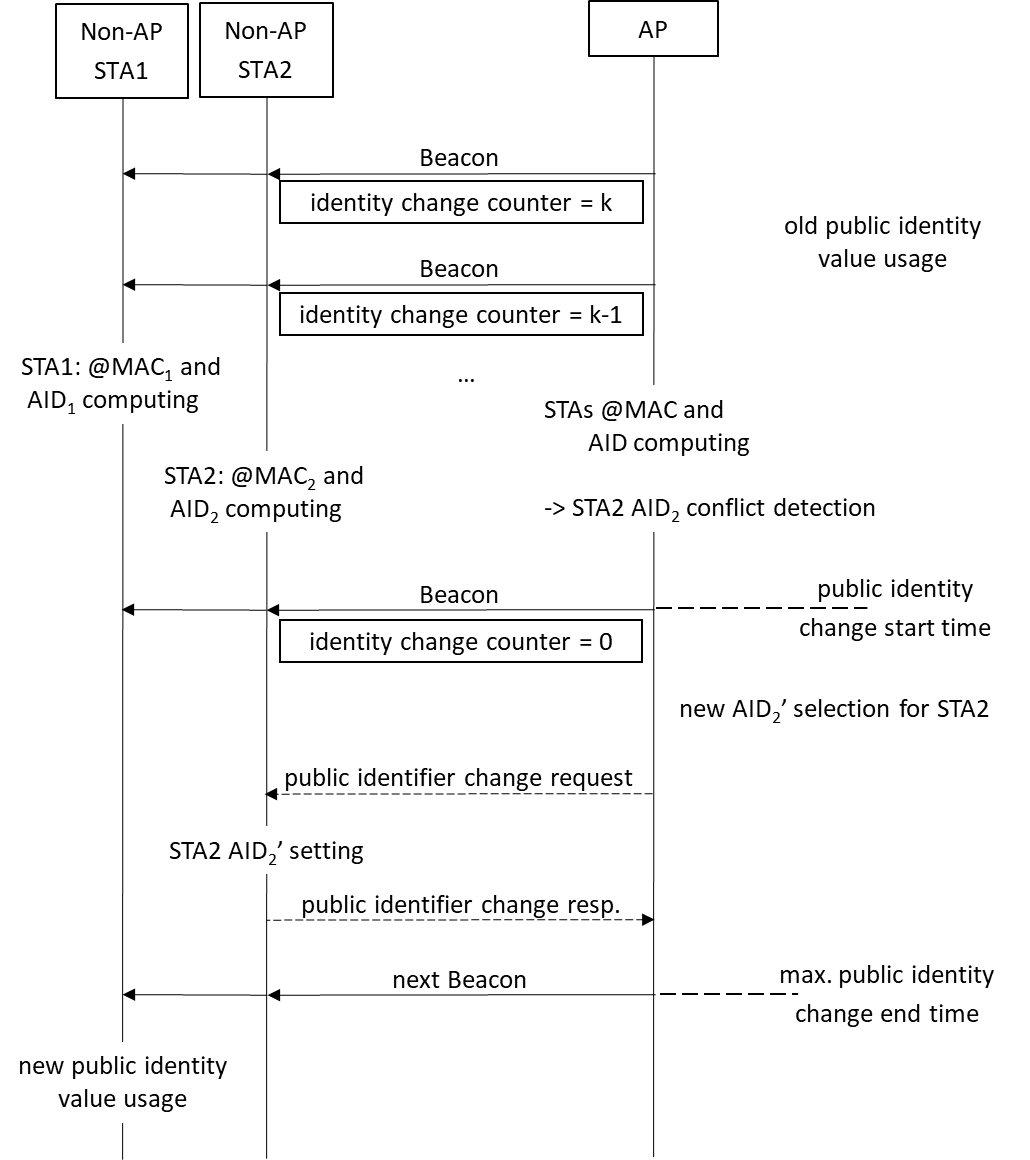 Non-AP
STA1
Non-AP
STA2
AP
Beacon
identity change counter = k
old public identity
value usage
Beacon
identity change counter = k-1
STA1: @MAC₁ and
AID₁ computing
...
STAs @MAC and
AID computing
STA2: @MAC₂ and
AID₂ computing
-> STA2 AID₂ conflict detection
Beacon
public identity
change start time
identity change counter = 0
new AID₂’ selection for STA2
public identifier change request
STA2 AID₂’ setting
public identifier change resp.
next Beacon
max. public identity
change end time
new public identity
value usage